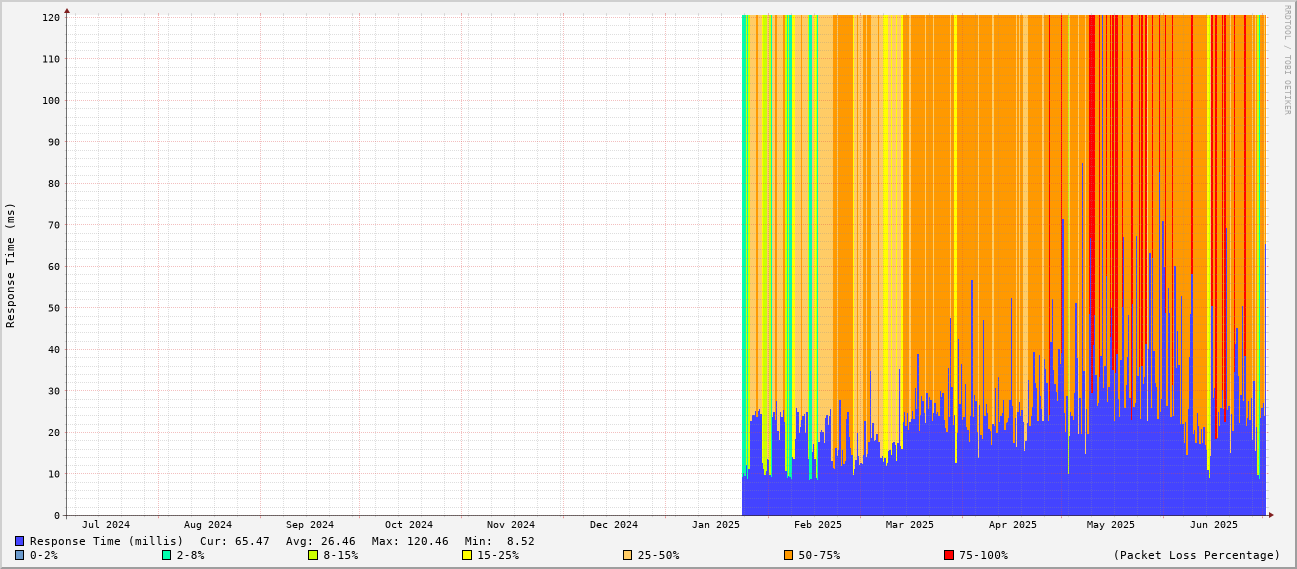 RRDTOOL / TOBI OETIKER
Response Time (ms)
120
110
100
90
80
70
60
50
40
30
20
10
0
Jul 2024 Aug 2024 Sep 2024 Oct 2024 Nov 2024 Dec 2024 Jan 2025 Feb 2025 Mar 2025 Apr 2025 May 2025 Jun 2025
Response Time (millis) Cur: 65.47 Avg: 26.46 Max: 120.46 Min: 8.52
0-2% 2-8% 8-15% 15-25% 25-50% 50-75% 75-100% (Packet Loss Percentage)